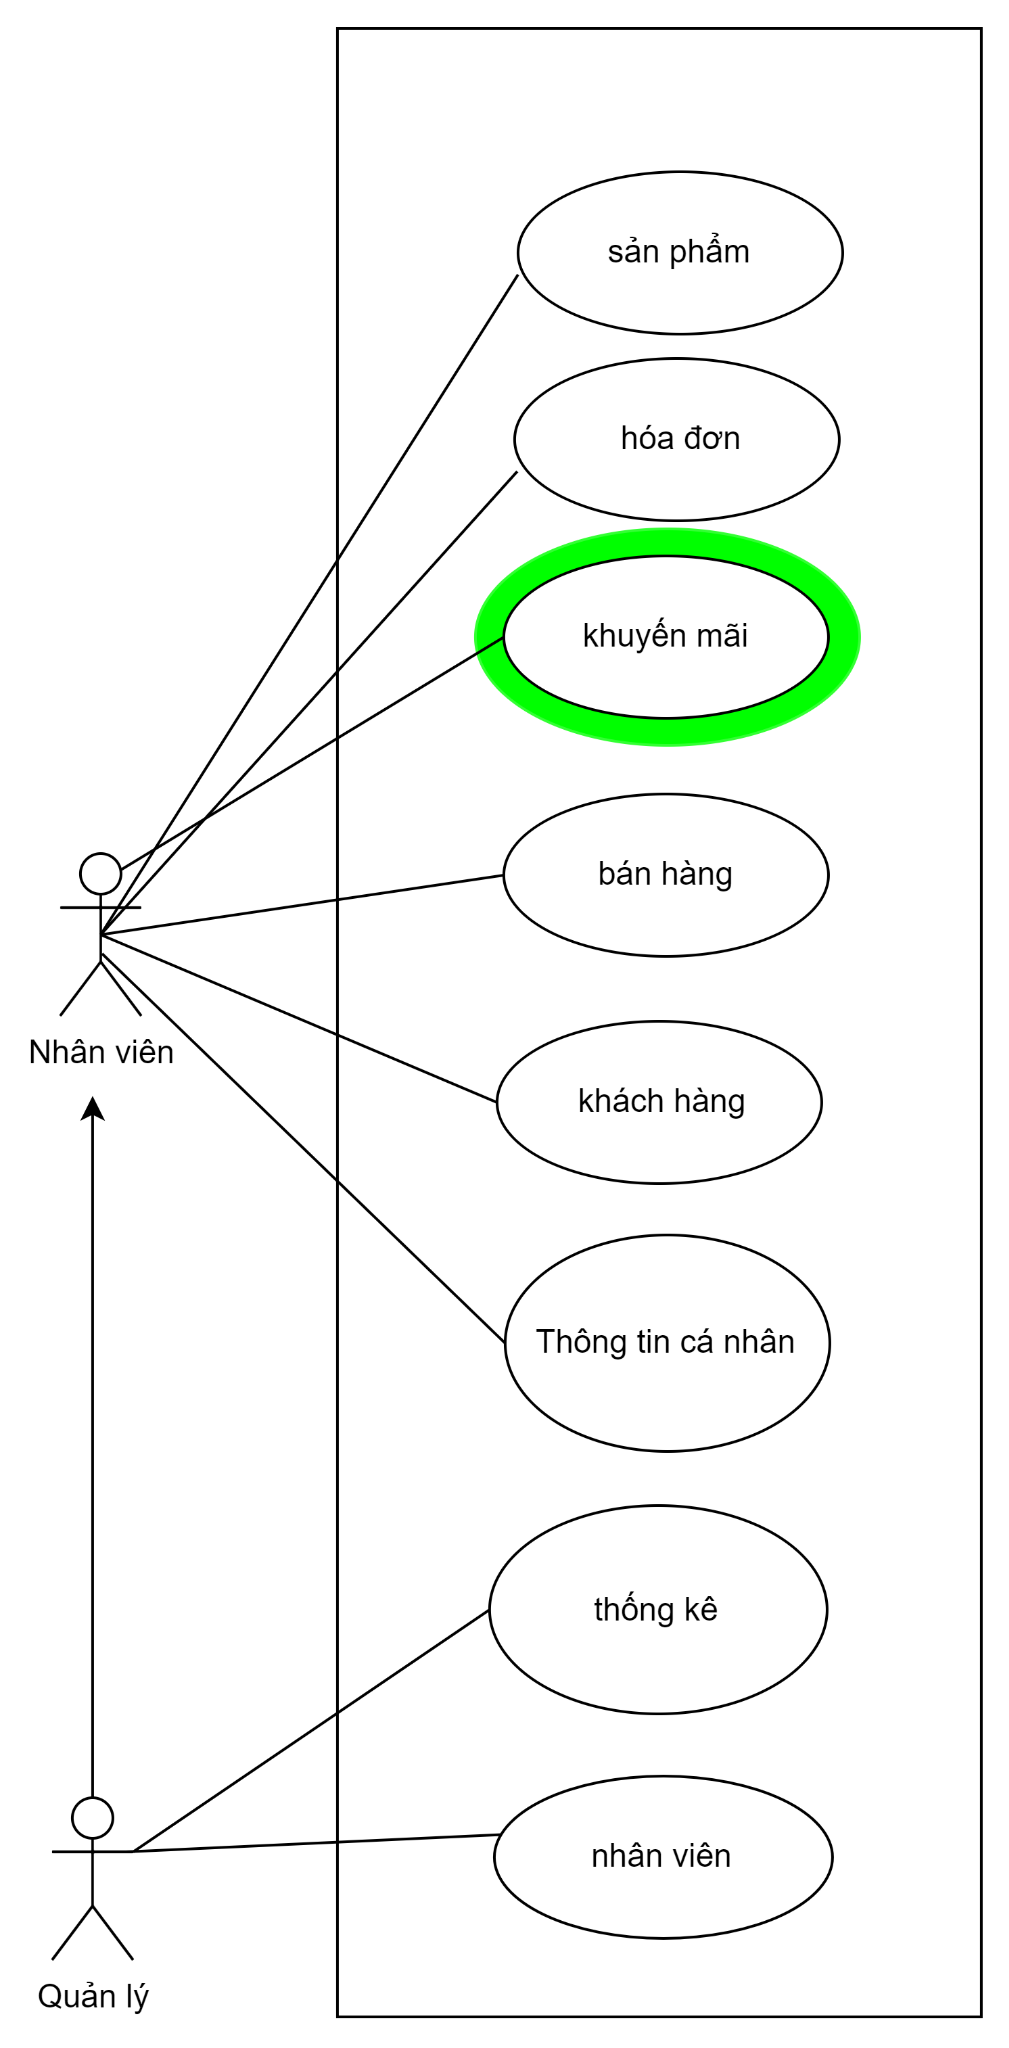 sản phẩm
hóa đơn
khuyến mãi
bán hàng
Nhân viên
khách hàng
Thông tin cá nhân
thống kê
nhân viên
Quản lý